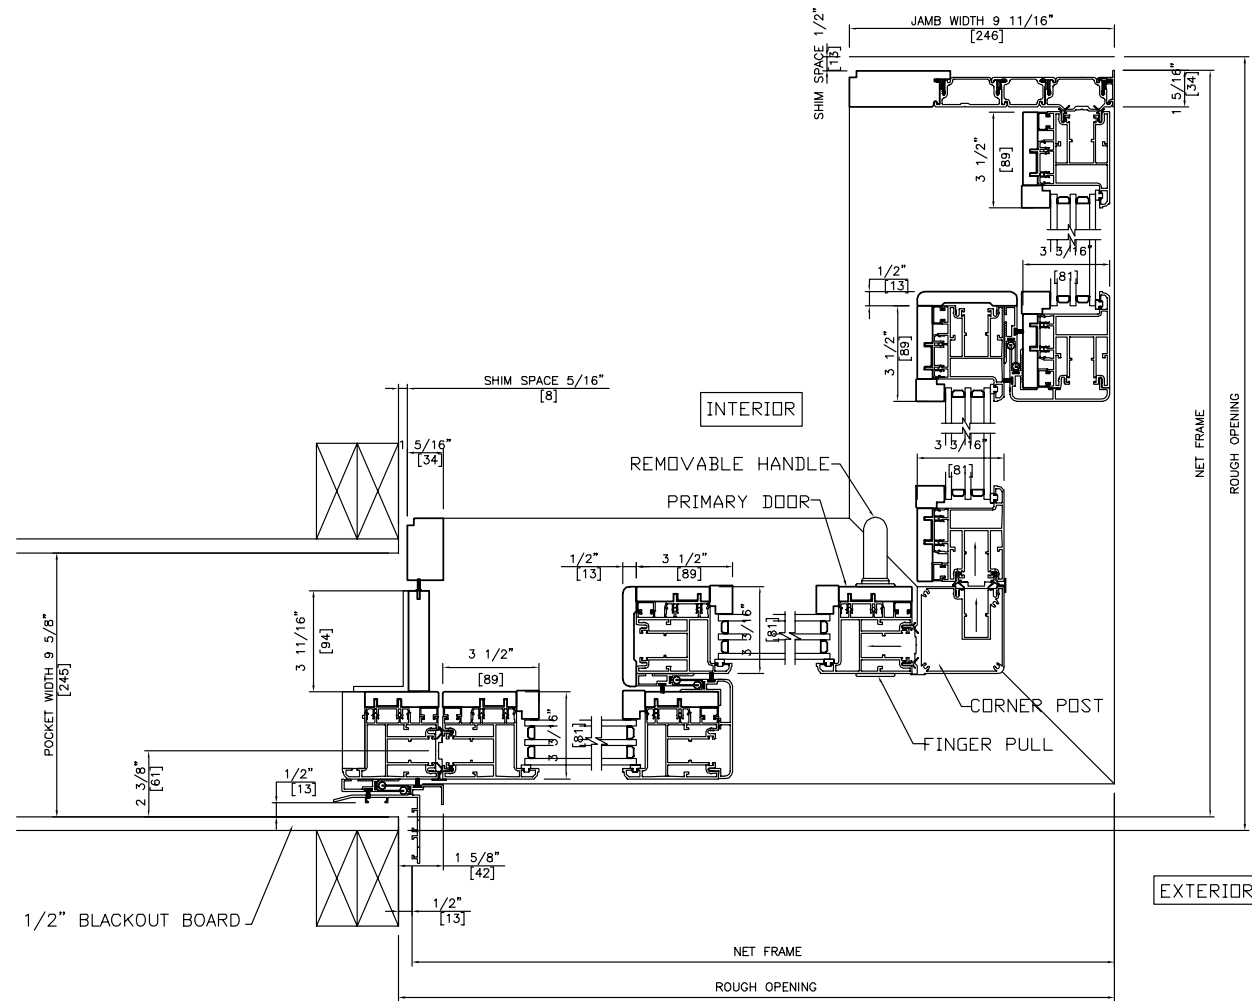 JAMB WIDTH 9 11/16"
[246]
SHIM SPACE 1/2"
[13]
1 5/16"
[34]
3 1/2"
[89]
3 3/16"
[81]
1/2"
[13]
3 1/2"
[89]
SHIM SPACE 5/16"
[8]
INTERIOR
NET FRAME
ROUGH OPENING
1 5/16"
[34]
3 3/16"
[81]
REMOVABLE HANDLE
PRIMARY DOOR
1/2"
[13]
3 1/2"
[89]
POCKET WIDTH 9 5/8"
[245]
3 11/16"
[94]
3 3/16"
[81]
3 1/2"
[89]
CORNER POST
3 3/16"
[81]
FINGER PULL
2 3/8"
[61]
1/2"
[13]
1 5/8"
[42]
EXTERIOR
1/2" BLACKOUT BOARD
1/2"
[13]
NET FRAME
ROUGH OPENING